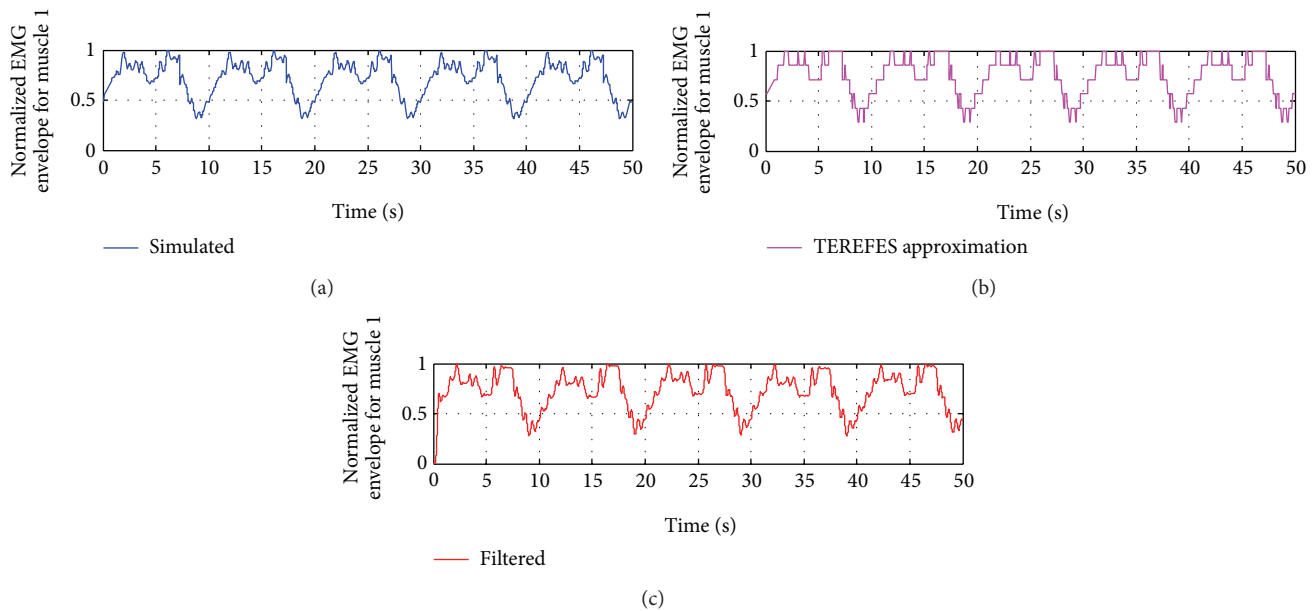 Normalized EMG
envelope for muscle 1
1
0.5
0
0 5 10 15 20 25 30 35 40 45 50
Time (s)
Simulated
(a)
Normalized EMG
envelope for muscle 1
1
0.5
0
0 5 10 15 20 25 30 35 40 45 50
Time (s)
TEREFES approximation
(b)
Normalized EMG
envelope for muscle 1
1
0.5
0
0 5 10 15 20 25 30 35 40 45 50
Time (s)
Filtered
(c)